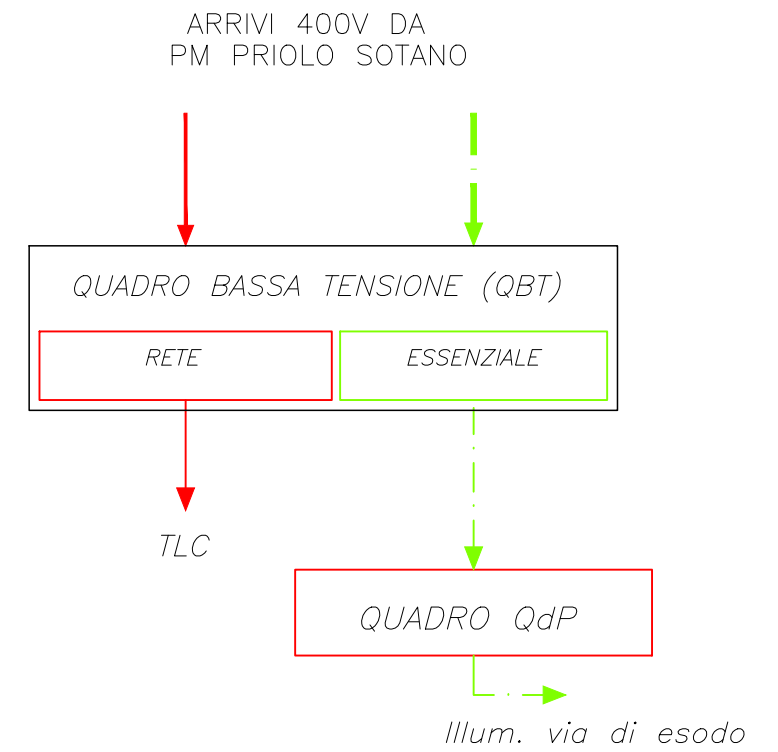 ARRIVI 400V DA
PM PRIOLO SOTANO
QUADRO BASSA TENSIONE (QBT)
RETE
ESSENZIALE
TLC
QUADRO QdP
Illum. via di esodo